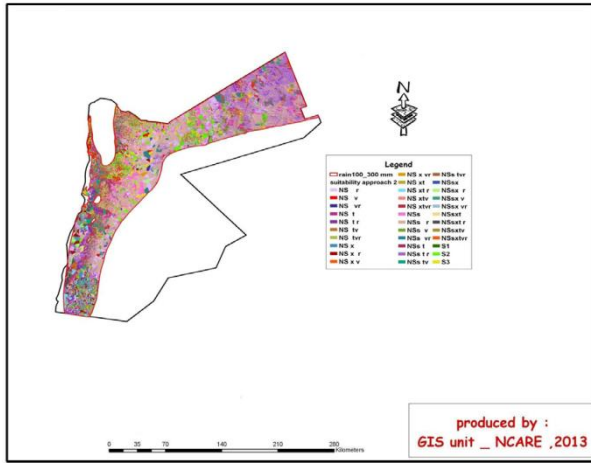 N
Legend
rain100_300 mm
suitability approach 2
NS r
NS v
NS vr
NS t
NS t r
NS tv
NS tvr
NS x
NS x r
NS x v
NS x vr
NS xt
NS xt r
NS xtv
NS xtvr
NSs
NSs r
NSs v
NSs vr
NSs t
NSs t r
NSs tv
NSs tvr
NSsx
NSsx r
NSsx v
NSsx vr
NSsxt
NSsxt r
NSsxtv
NSsxtvr
S1
S2
S3
0 35 70 140 210 280
Kilometers
produced by :
GIS unit _ NCARE ,2013